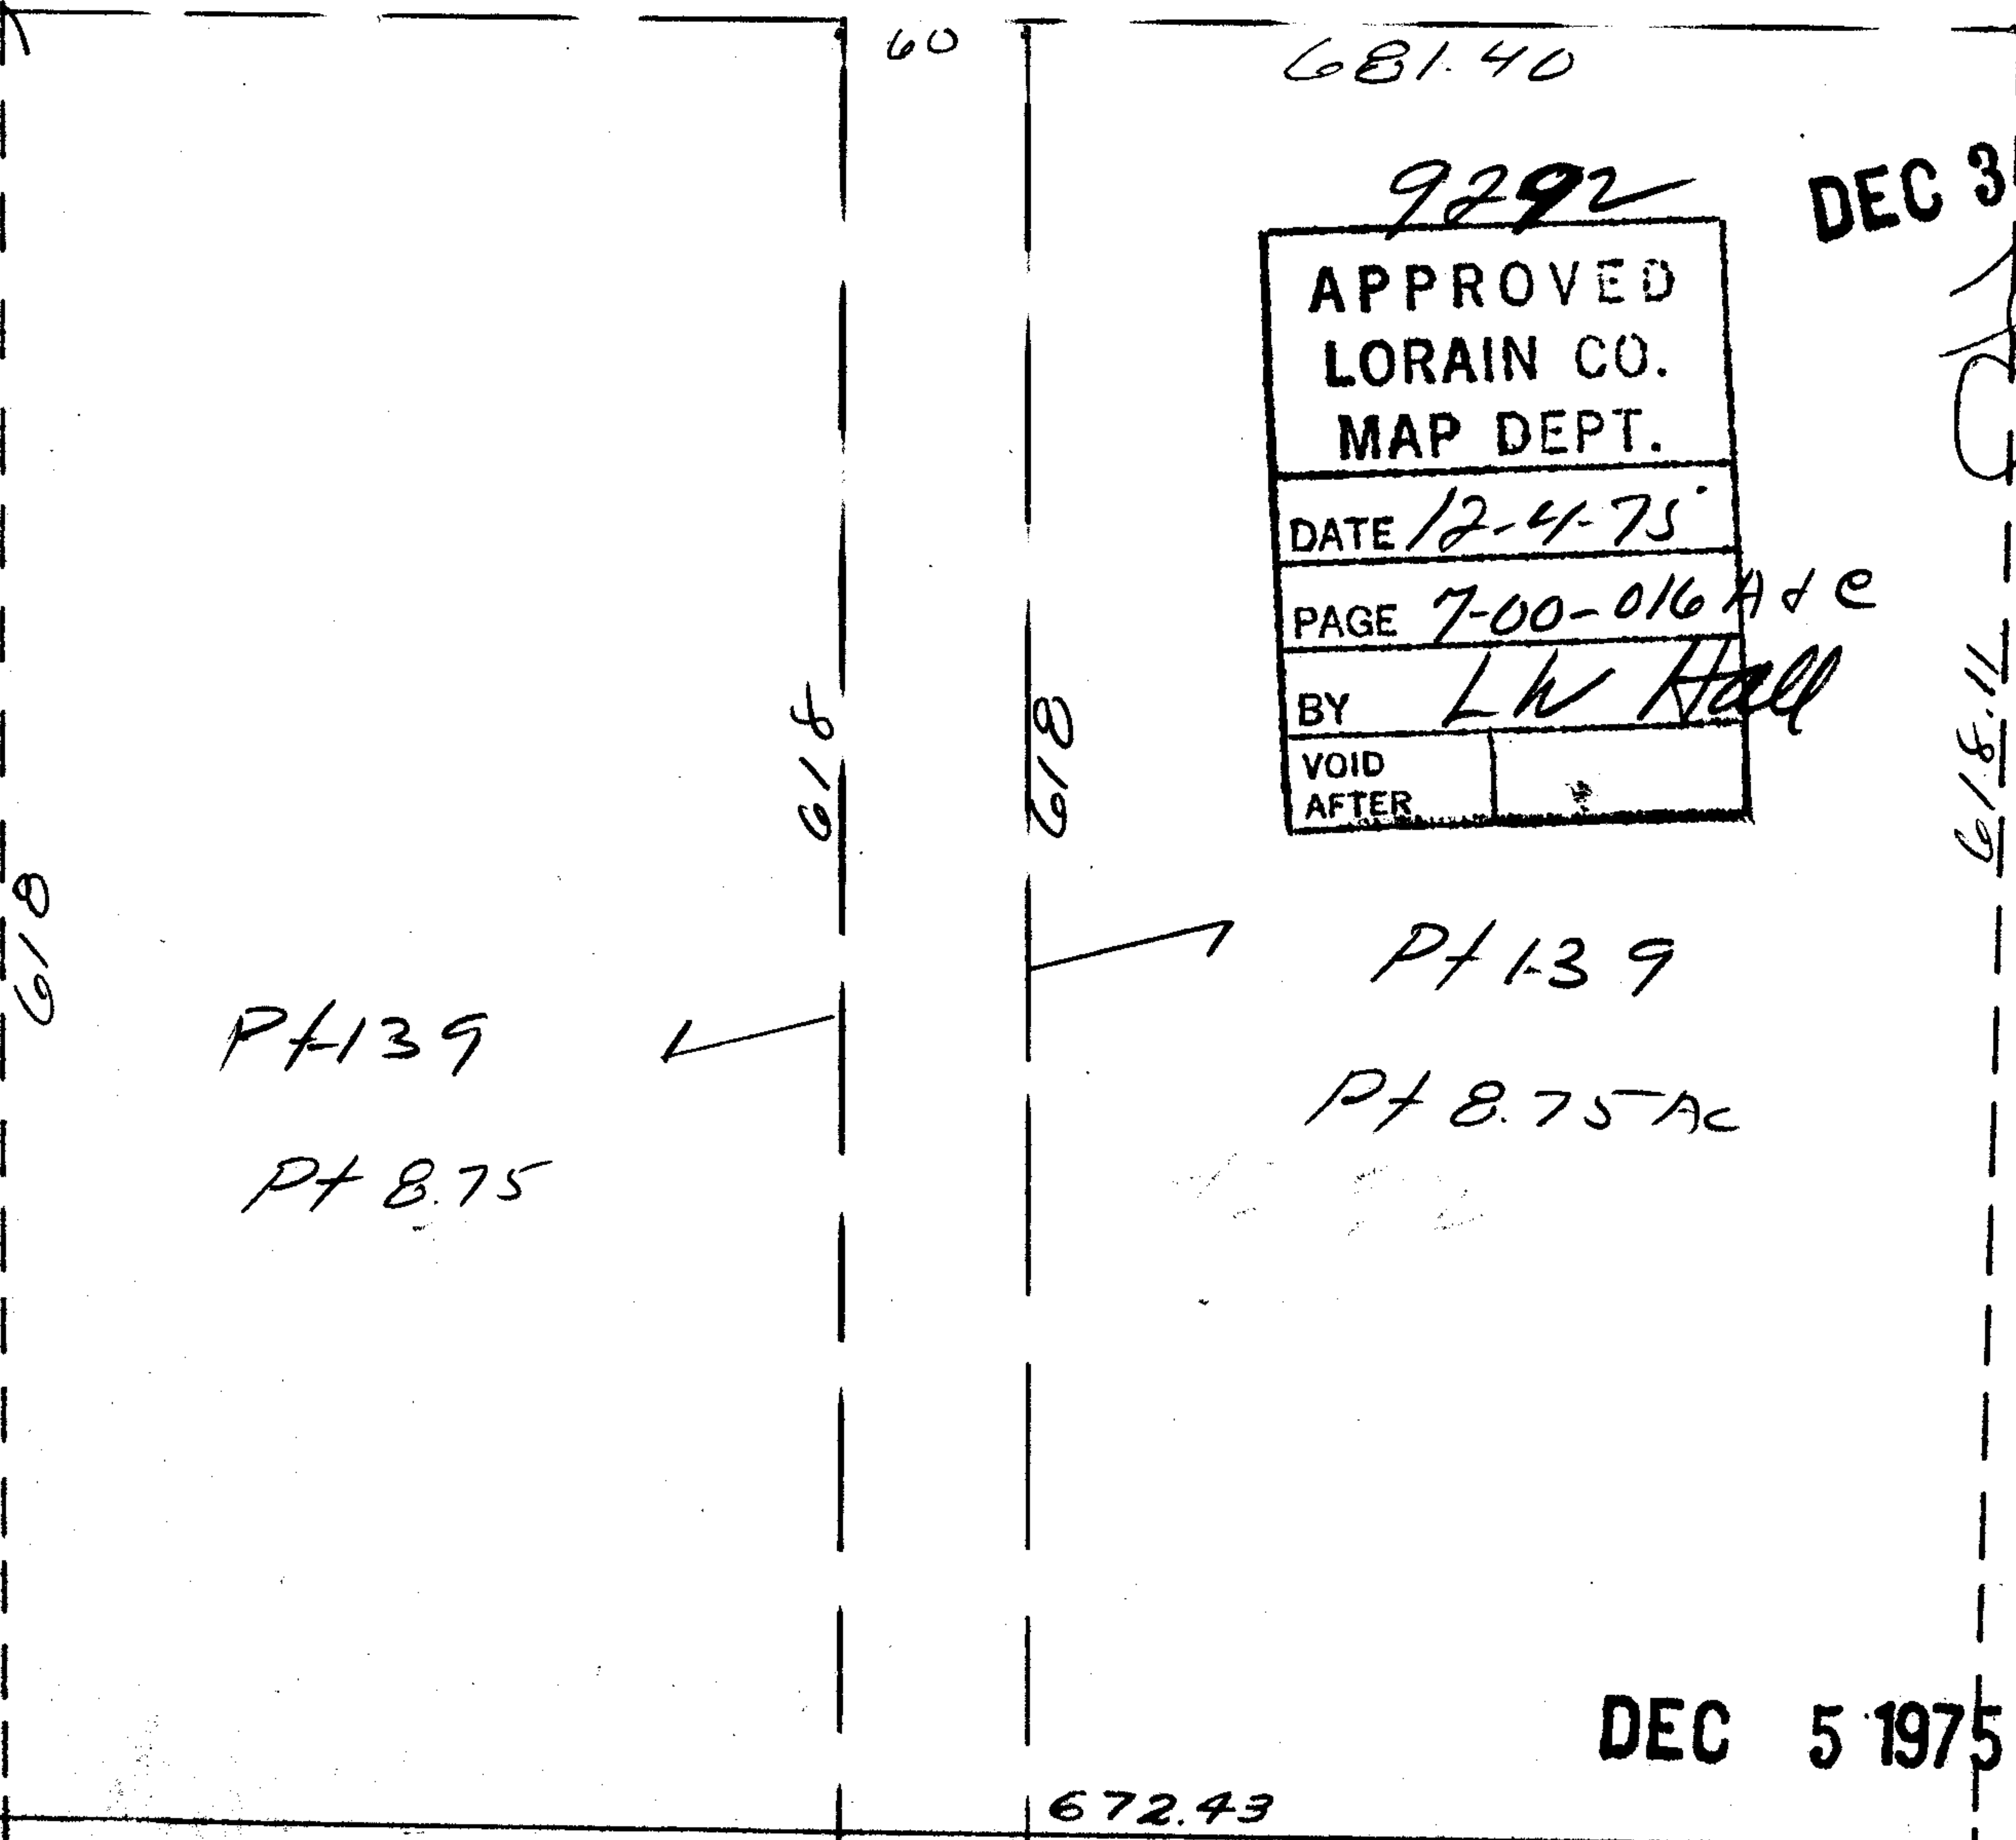 60
681.40
9292
DEC 3
APPROVED
LORAIN CO.
MAP DEPT.
DATE 12-4-75
PAGE 7-00-016 A & C
BY LW Hall
VOID
AFTER
618
618
618
618.11
Pt 139
Pt 8.75
Pt 139
Pt 8.75 Ac
DEC 5 1975
672.43